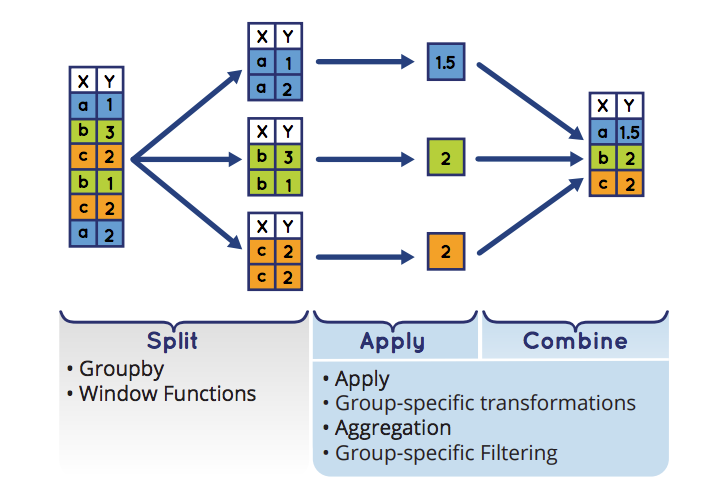 X Y
a 1
b 3
c 2
b 1
c 2
a 2
X Y
a 1
a 2
X Y
b 3
b 1
X Y
c 2
c 2
1.5
2
2
X Y
a 1.5
b 2
c 2
Split
• Groupby
• Window Functions
Apply
Combine
• Apply
• Group-specific transformations
• Aggregation
• Group-specific Filtering